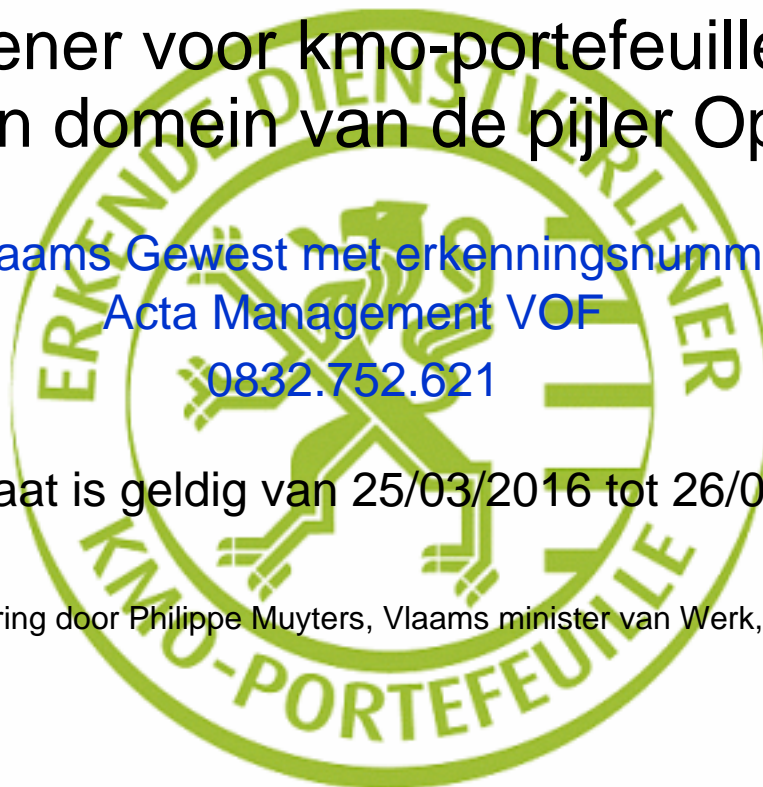 ener voor kmo-portefeuille
n domein van de pijler Op
aams Gewest met erkenningsnumm
Acta Management VOF
0832.752.621
aat is geldig van 25/03/2016 tot 26/0
ring door Philippe Muyters, Vlaams minister van Werk,
ERKENDE DIENSTVERLENER
KMO-PORTEFEUILLE